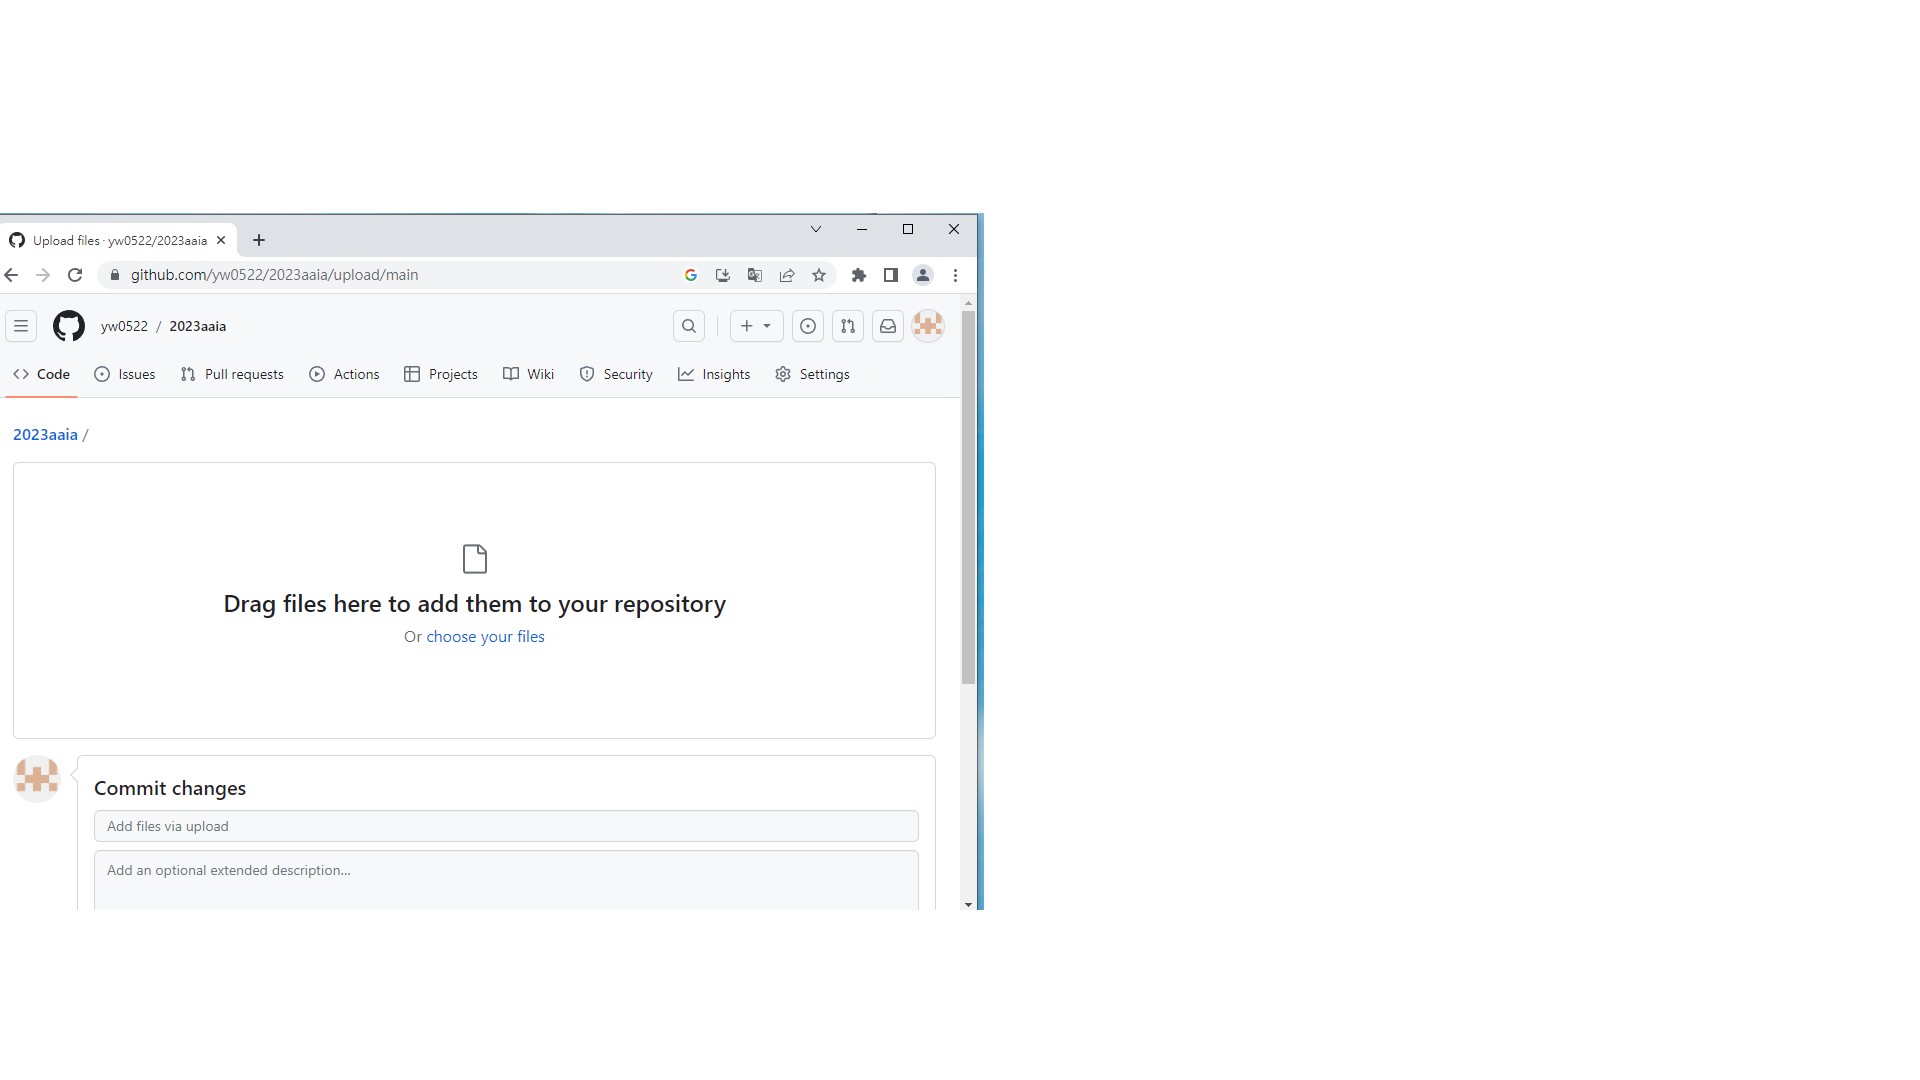 Upload files · yw0522/2023aaia
github.com/yw0522/2023aaia/upload/main
yw0522 / 2023aaia
Code Issues Pull requests Actions Projects Wiki Security Insights Settings
2023aaia /
Drag files here to add them to your repository
Or choose your files
Commit changes
Add files via upload
Add an optional extended description...